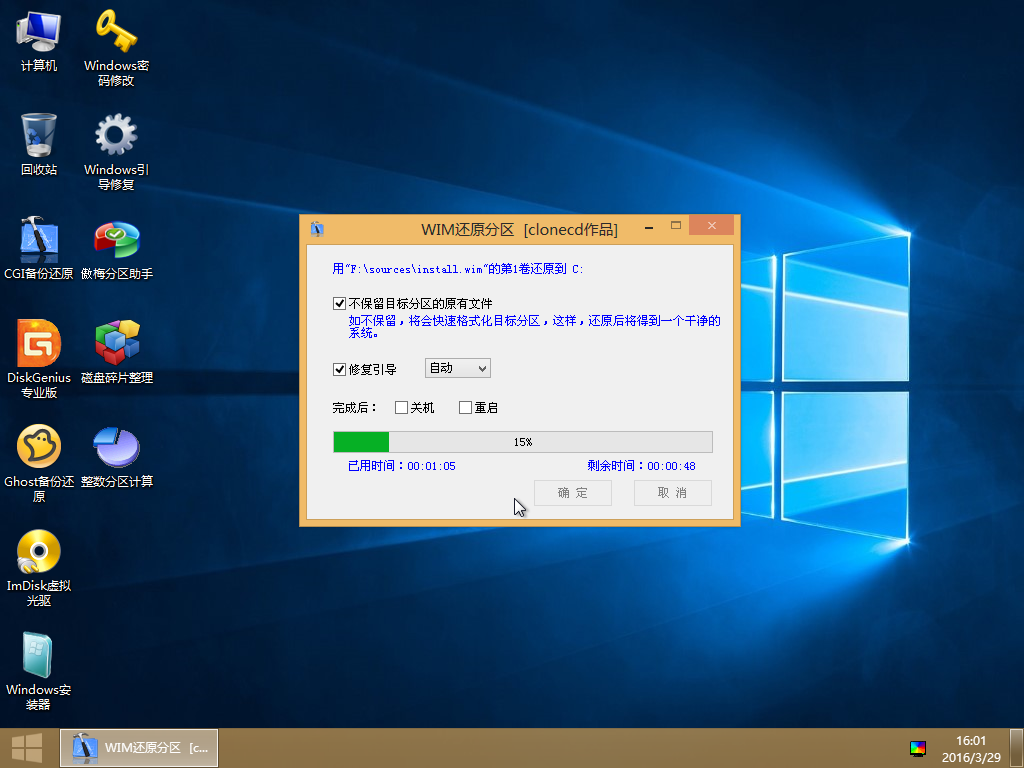 计算机
Windows密
码修改
回收站
Windows引
导修复
CGI备份还原
傲梅分区助手
DiskGenius
专业版
磁盘碎片整理
Ghost备份还
原
整数分区计算
ImDisk虚拟
光驱
Windows安
装器
WIM还原分区 [clonecd作品]
用"F:\sources\install.wim"的第1卷还原到 C:
不保留目标分区的原有文件
如不保留，将会快速格式化目标分区，这样，还原后将得到一个干净的
系统。
修复引导 自动
完成后： 关机 重启
15%
已用时间：00:01:05 剩余时间：00:00:48
确 定 取 消
WIM还原分区 [c...
16:01
2016/3/29